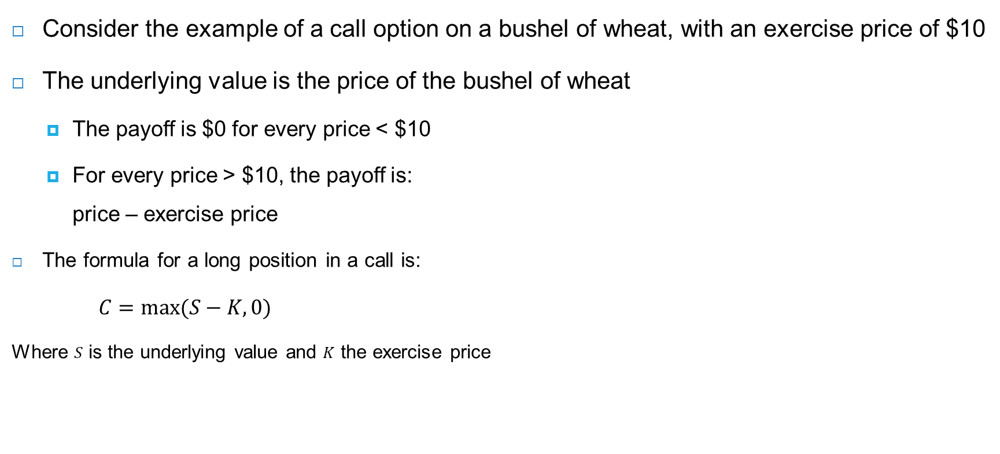 Consider the example of a call option on a bushel of wheat, with an exercise price of $10
The underlying value is the price of the bushel of wheat
The payoff is $0 for every price < $10
For every price > $10, the payoff is:
price – exercise price
The formula for a long position in a call is:
C = max(S − K, 0)
Where S is the underlying value and K the exercise price